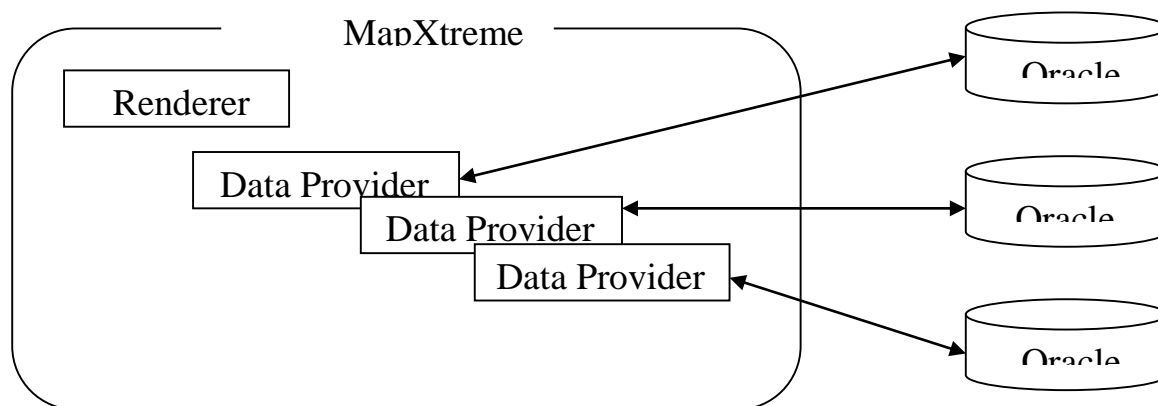 MapXtreme
Oracle
Renderer
Data Provider
Data Provider
Oracle
Data Provider
Oracle